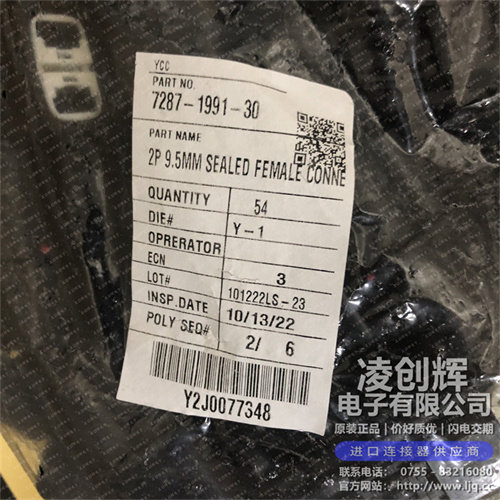 YCC
PART NO.
7287-1991-30
PART NAME
2P 9.5MM SEALED FEMALE CONNE
QUANTITY 54
DIE# Y-1
OPRERATOR
ECN 3
LOT# 101222LS-23
INSP.DATE 10/13/22
POLY SEQ# 2/ 6
Y2J0077348
凌创辉
电子有限公司
原装正品 | 价好质优 | 闪电交期
进口连接器供应商
联系电话: 0755-83216080
官方网站: www.ljg.cc